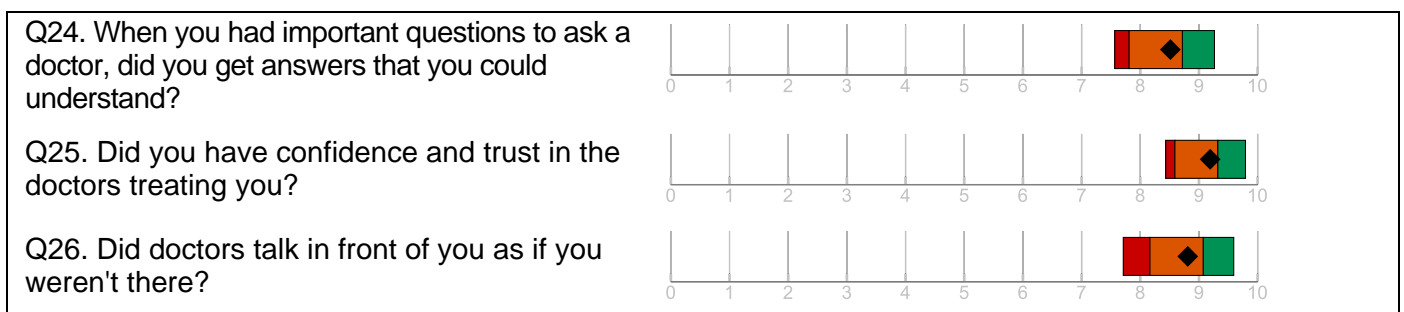 Q24. When you had important questions to ask a
doctor, did you get answers that you could
understand?
0 1 2 3 4 5 6 7 8 9 10
Q25. Did you have confidence and trust in the
doctors treating you?
0 1 2 3 4 5 6 7 8 9 10
Q26. Did doctors talk in front of you as if you
weren't there?
0 1 2 3 4 5 6 7 8 9 10